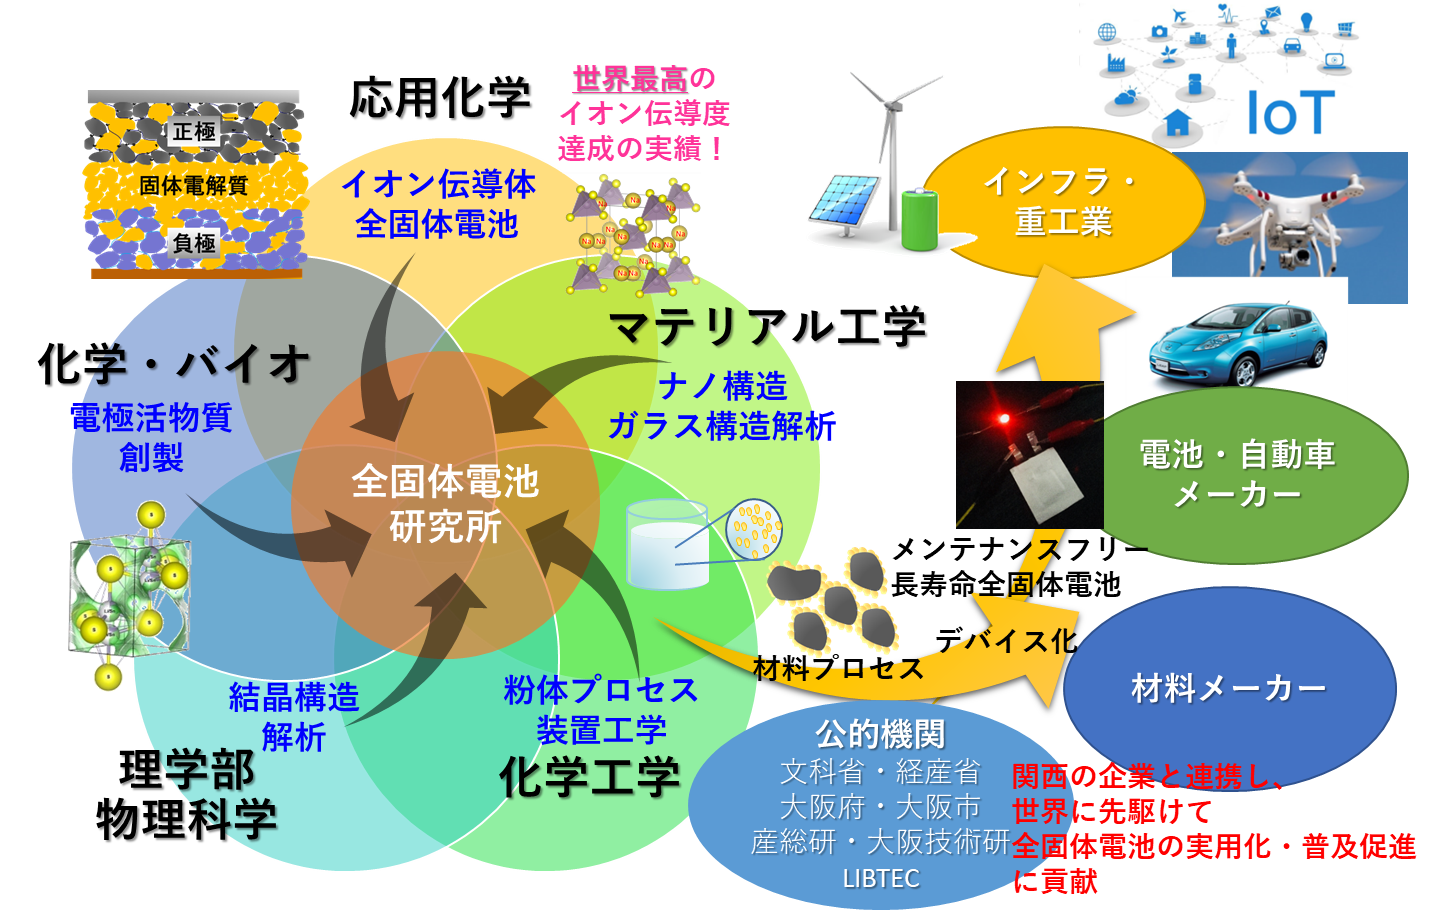 応用化学
世界最高の
イオン伝導度
達成の実績！
IoT
正極
固体電解質
負極
イオン伝導体
全固体電池
インフラ・
重工業
Na
Na
Na
Na Na
Na
Na Na
Na
Na Na
マテリアル工学
化学・バイオ
ナノ構造
ガラス構造解析
電極活物質
創製
全固体電池
研究所
電池・自動車
メーカー
メンテナンスフリー
長寿命全固体電池
デバイス化
材料プロセス
材料メーカー
結晶構造
解析
粉体プロセス
装置工学
理学部
物理科学
化学工学
公的機関
文科省・経産省
大阪府・大阪市
産総研・大阪技術研
LIBTEC
関西の企業と連携し、
世界に先駆けて
全固体電池の実用化・普及促進
に貢献